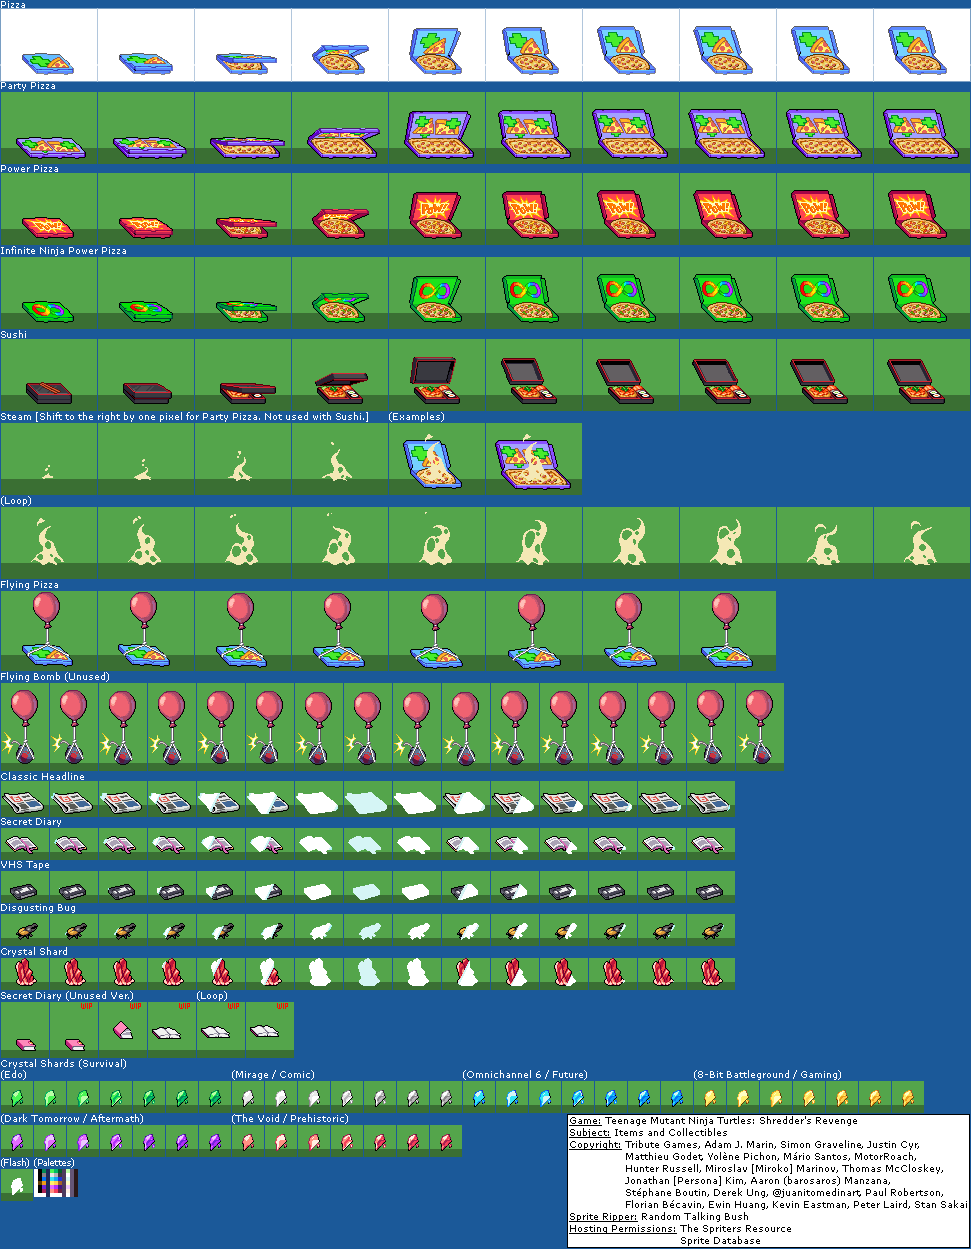 Pizza
Party Pizza
Power Pizza
Infinite Ninja Power Pizza
Sushi
Steam [Shift to the right by one pixel for Party Pizza. Not used with Sushi.] (Examples)
(Loop)
Flying Pizza
Flying Bomb (Unused)
Classic Headline
Secret Diary
VHS Tape
Disgusting Bug
Crystal Shard
Secret Diary (Unused Ver.) (Loop)
WIP WIP WIP WIP WIP
Crystal Shards (Survival)
(Edo) (Mirage / Comic) (Omnichannel 6 / Future) (8-Bit Battleground / Gaming)
(Dark Tomorrow / Aftermath) (The Void / Prehistoric)
(Flash) (Palettes)
Game: Teenage Mutant Ninja Turtles: Shredder's Revenge
Subject: Items and Collectibles
Copyright: Tribute Games, Adam J. Marin, Simon Graveline, Justin Cyr,
Matthieu Godet, Yolène Pichon, Mário Santos, MotorRoach,
Hunter Russell, Miroslav [Miroko] Marinov, Thomas McCloskey,
Jonathan [Persona] Kim, Aaron (barosaros) Manzana,
Stéphane Boutin, Derek Ung, @juanitomedinart, Paul Robertson,
Florian Bécavin, Ewin Huang, Kevin Eastman, Peter Laird, Stan Sakai
Sprite Ripper: Random Talking Bush
Hosting Permissions: The Spriters Resource
Sprite Database